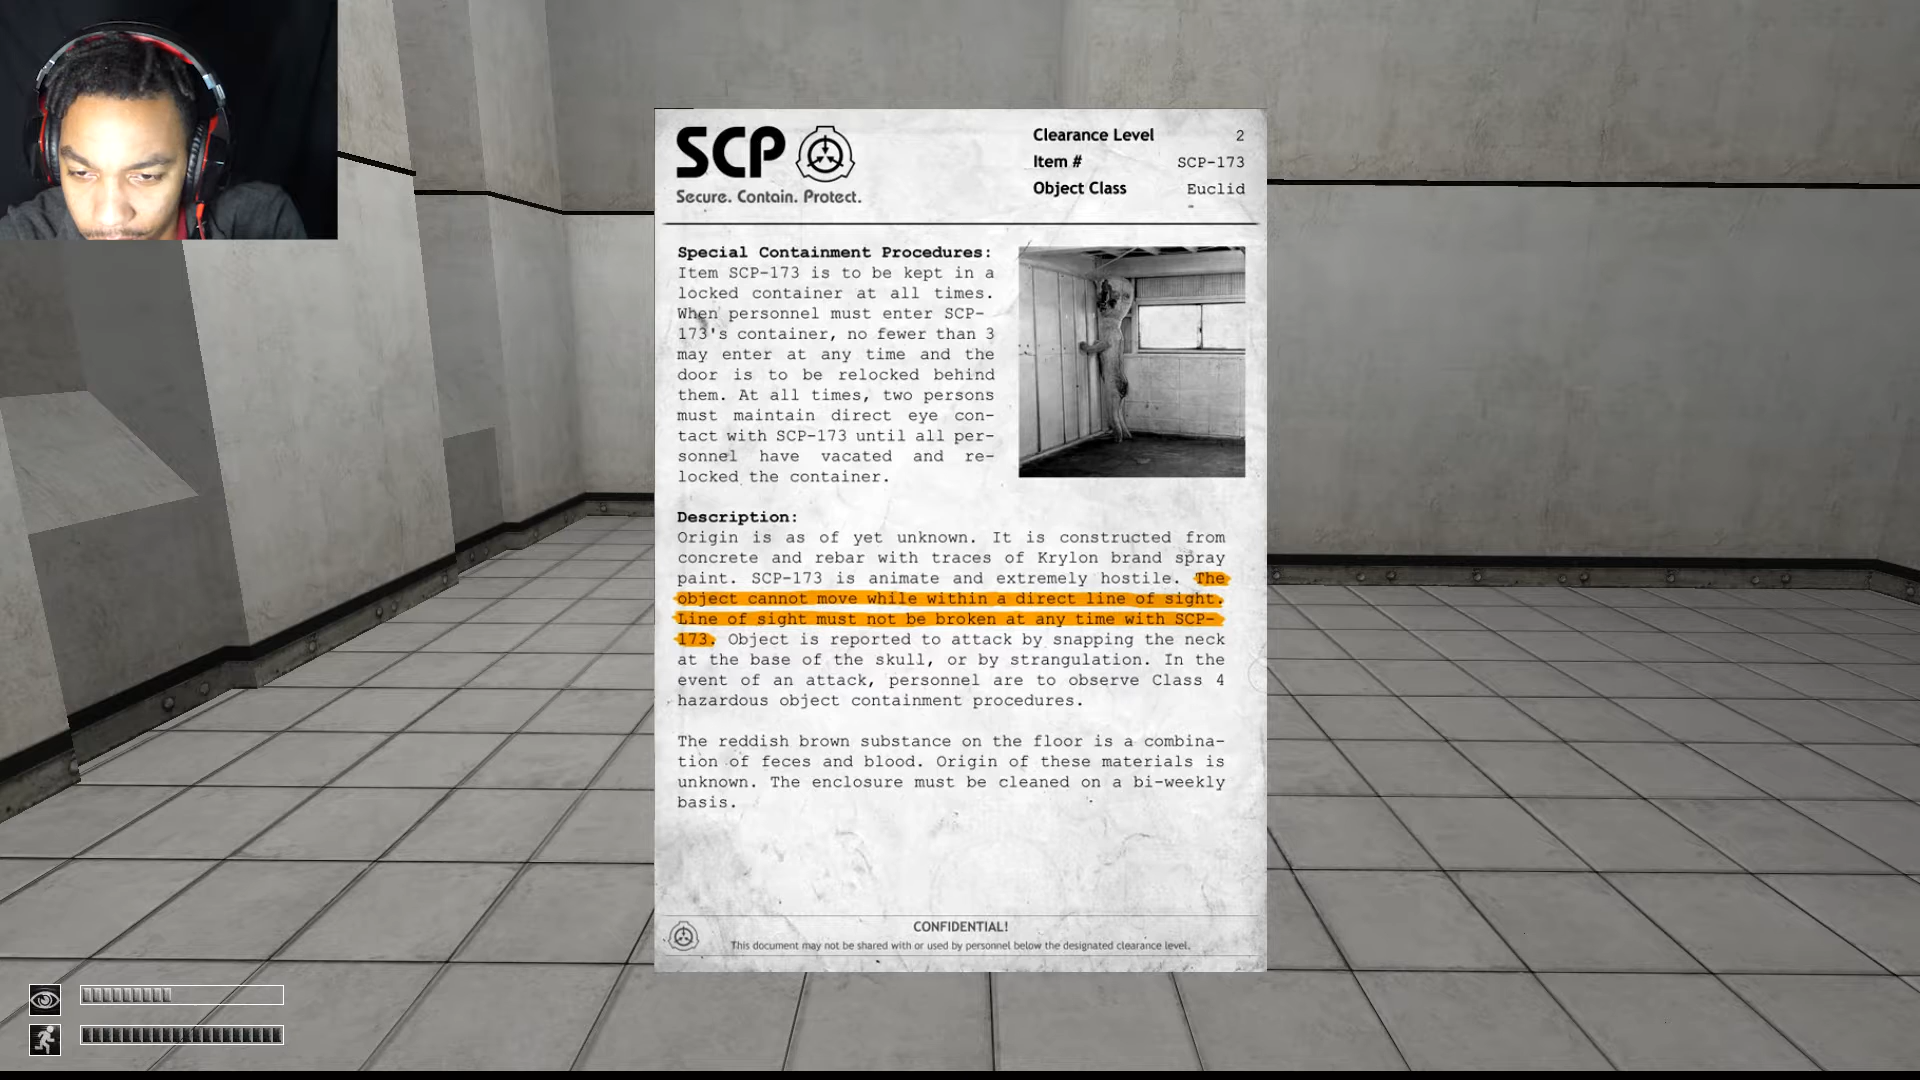 SCP
Secure. Contain. Protect.
Clearance Level 2
Item # SCP-173
Object Class Euclid
Special Containment Procedures:
Item SCP-173 is to be kept in a
locked container at all times.
When personnel must enter SCP-
173's container, no fewer than 3
may enter at any time and the
door is to be relocked behind
them. At all times, two persons
must maintain direct eye con-
tact with SCP-173 until all per-
sonnel have vacated and re-
locked the container.
Description:
Origin is as of yet unknown. It is constructed from
concrete and rebar with traces of Krylon brand spray
paint. SCP-173 is animate and extremely hostile. The
object cannot move while within a direct line of sight.
Line of sight must not be broken at any time with SCP-
173. Object is reported to attack by snapping the neck
at the base of the skull, or by strangulation. In the
event of an attack, personnel are to observe Class 4
hazardous object containment procedures.
The reddish brown substance on the floor is a combina-
tion of feces and blood. Origin of these materials is
unknown. The enclosure must be cleaned on a bi-weekly
basis.
CONFIDENTIAL!
This document may not be shared with or used by personnel below the designated clearance level.